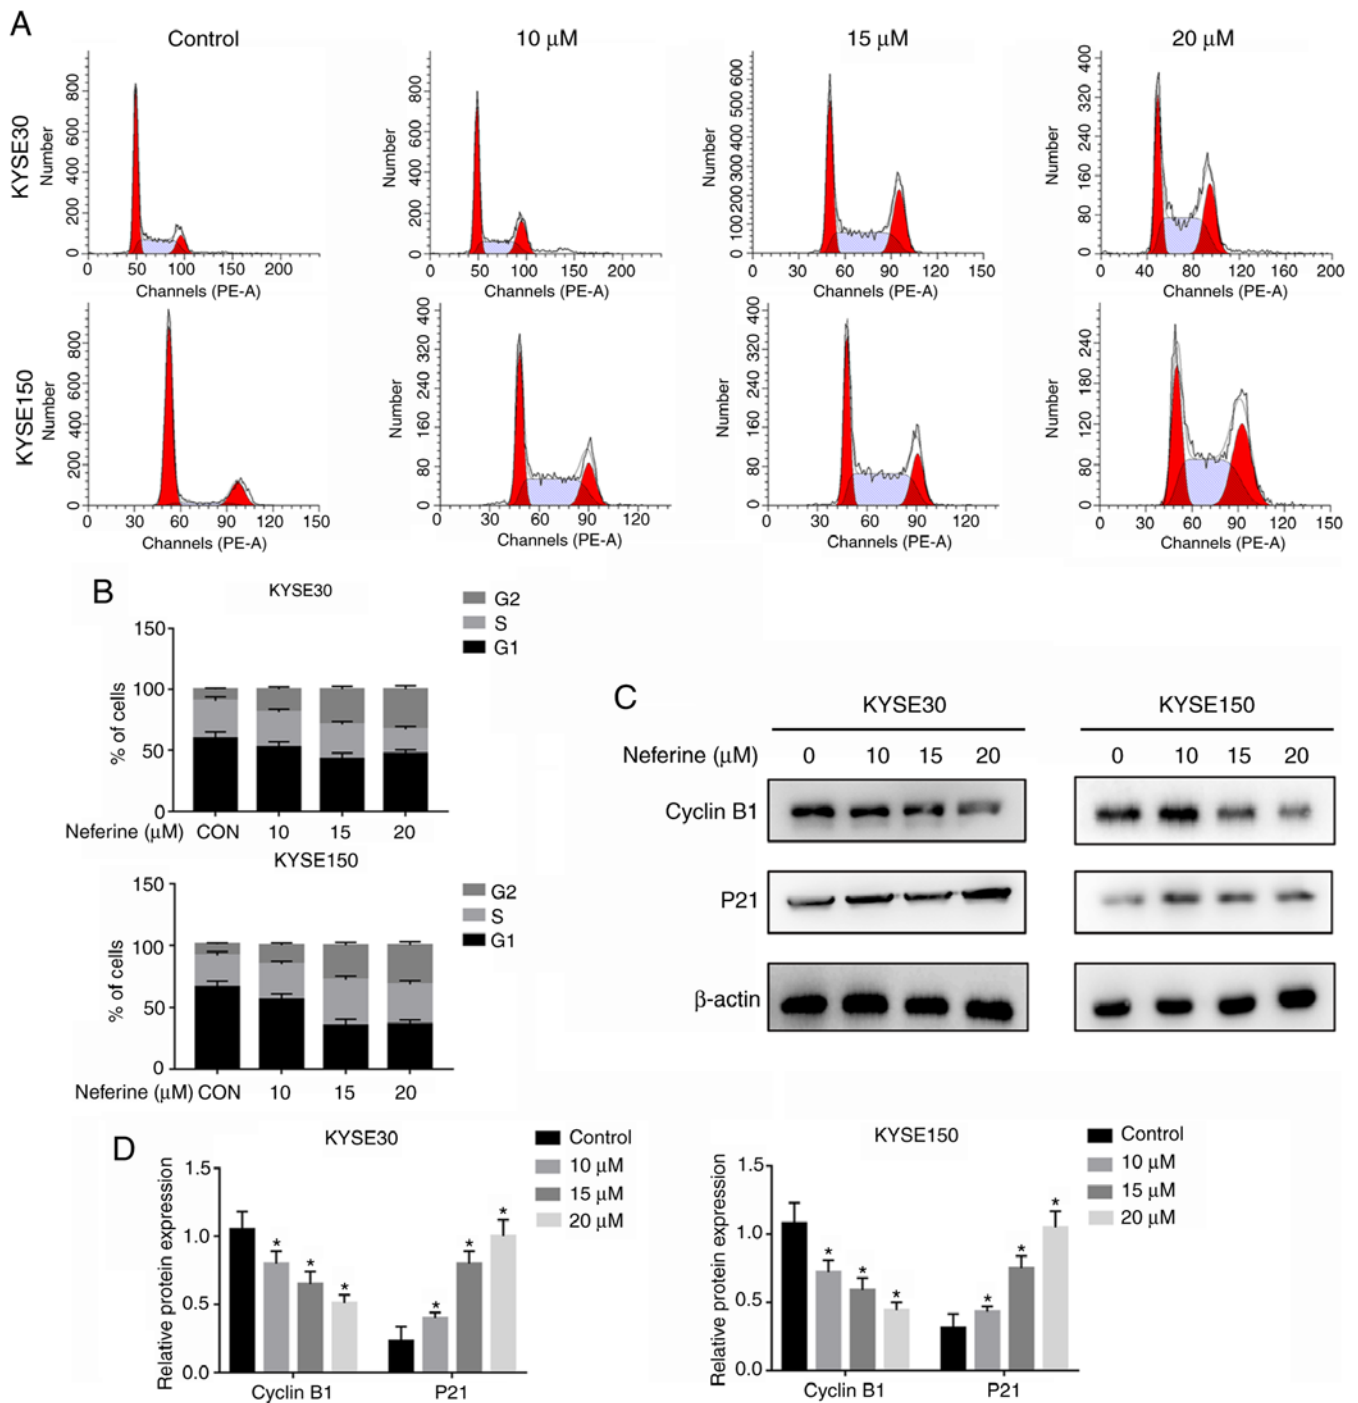 A
Control
10 μM
15 μM
20 μM
KYSE30
Number
0 200 400 600 800
0 50 100 150 200
Channels (PE-A)
Number
0 200 400 600 800
0 50 100 150 200
Channels (PE-A)
Number
0 100 200 300 400 500 600
0 30 60 90 120 150
Channels (PE-A)
Number
0 80 160 240 320 400
0 40 80 120 160 200
Channels (PE-A)
KYSE150
Number
0 200 400 600 800
0 30 60 90 120 150
Channels (PE-A)
Number
0 80 160 240 320 400
0 30 60 90 120
Channels (PE-A)
Number
0 80 160 240 320 400
0 30 60 90 120
Channels (PE-A)
Number
0 60 120 180 240
0 30 60 90 120 150
Channels (PE-A)
B
KYSE30
G2
S
G1
% of cells
150
100
50
0
Neferine (μM) CON 10 15 20
KYSE150
G2
S
G1
% of cells
150
100
50
0
Neferine (μM) CON 10 15 20
C
KYSE30 KYSE150
Neferine (μM) 0 10 15 20 0 10 15 20
Cyclin B1
P21
β-actin
D
KYSE30
Control
10 μM
15 μM
20 μM
Relative protein expression
1.5
1.0
0.5
0.0
* * * * * *
Cyclin B1 P21
KYSE150
Control
10 μM
15 μM
20 μM
Relative protein expression
1.5
1.0
0.5
0.0
* * * * * *
Cyclin B1 P21